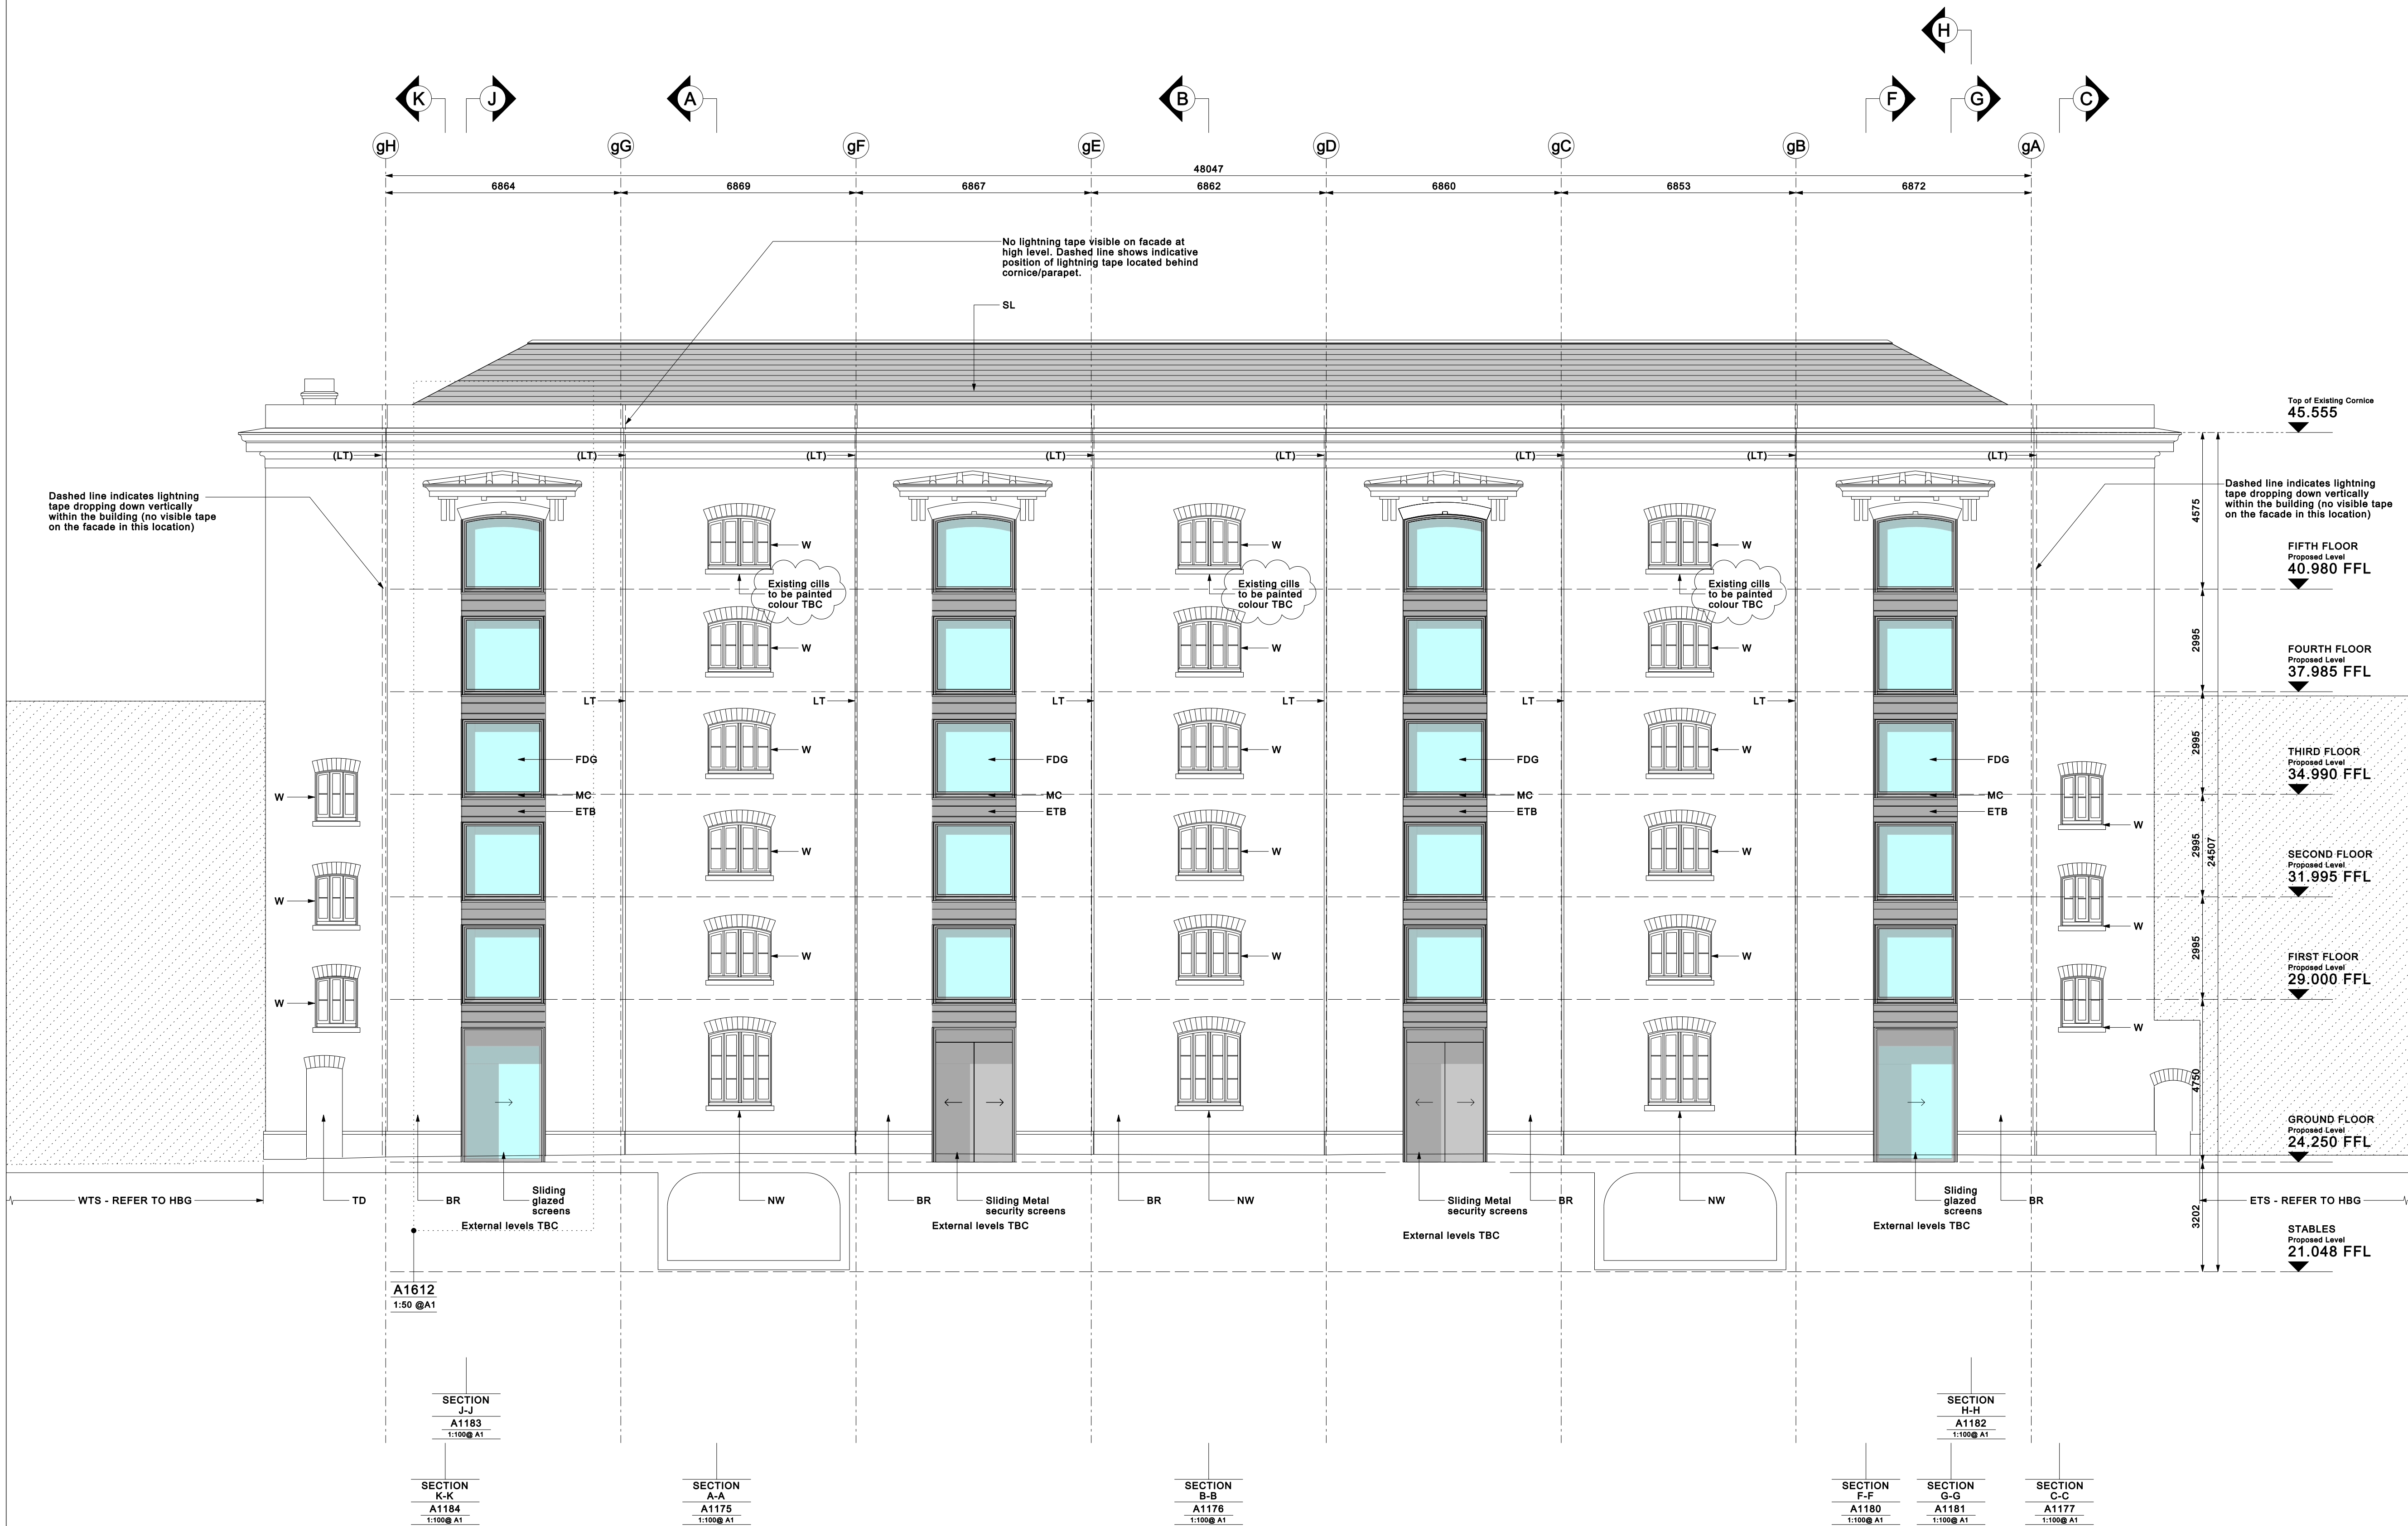 H
K
J
A
B
F
G
C
gH
gG
gF
gE
gD
gC
gB
gA
48047
6864
6869
6867
6862
6860
6853
6872
No lightning tape visible on facade at
high level. Dashed line shows indicative
position of lightning tape located behind
cornice/parapet.
SL
Top of Existing Cornice
45.555
(LT)
(LT)
(LT)
(LT)
(LT)
(LT)
(LT)
(LT)
Dashed line indicates lightning
tape dropping down vertically
within the building (no visible tape
on the facade in this location)
Dashed line indicates lightning
tape dropping down vertically
within the building (no visible tape
on the facade in this location)
4575
W
W
W
FIFTH FLOOR
Proposed Level
40.980 FFL
Existing cills
to be painted
colour TBC
Existing cills
to be painted
colour TBC
Existing cills
to be painted
colour TBC
2995
W
W
W
FOURTH FLOOR
Proposed Level
37.985 FFL
LT
LT
LT
LT
LT
LT
2995
W
W
W
THIRD FLOOR
Proposed Level
34.990 FFL
FDG
FDG
FDG
FDG
W
MC
MC
MC
MC
ETB
ETB
ETB
ETB
W
2995
24507
W
W
W
SECOND FLOOR
Proposed Level
31.995 FFL
W
W
2995
W
W
W
FIRST FLOOR
Proposed Level
29.000 FFL
W
W
4750
GROUND FLOOR
Proposed Level
24.250 FFL
WTS - REFER TO HBG
TD
BR
Sliding
glazed
screens
External levels TBC
NW
BR
Sliding Metal
security screens
External levels TBC
BR
NW
Sliding Metal
security screens
External levels TBC
BR
NW
Sliding
glazed
screens
External levels TBC
BR
ETS - REFER TO HBG
3202
STABLES
Proposed Level
21.048 FFL
A1612
1:50 @A1
SECTION
J-J
A1183
1:100@ A1
SECTION
H-H
A1182
1:100@ A1
SECTION
K-K
A1184
1:100@ A1
SECTION
A-A
A1175
1:100@ A1
SECTION
B-B
A1176
1:100@ A1
SECTION
F-F
A1180
1:100@ A1
SECTION
G-G
A1181
1:100@ A1
SECTION
C-C
A1177
1:100@ A1